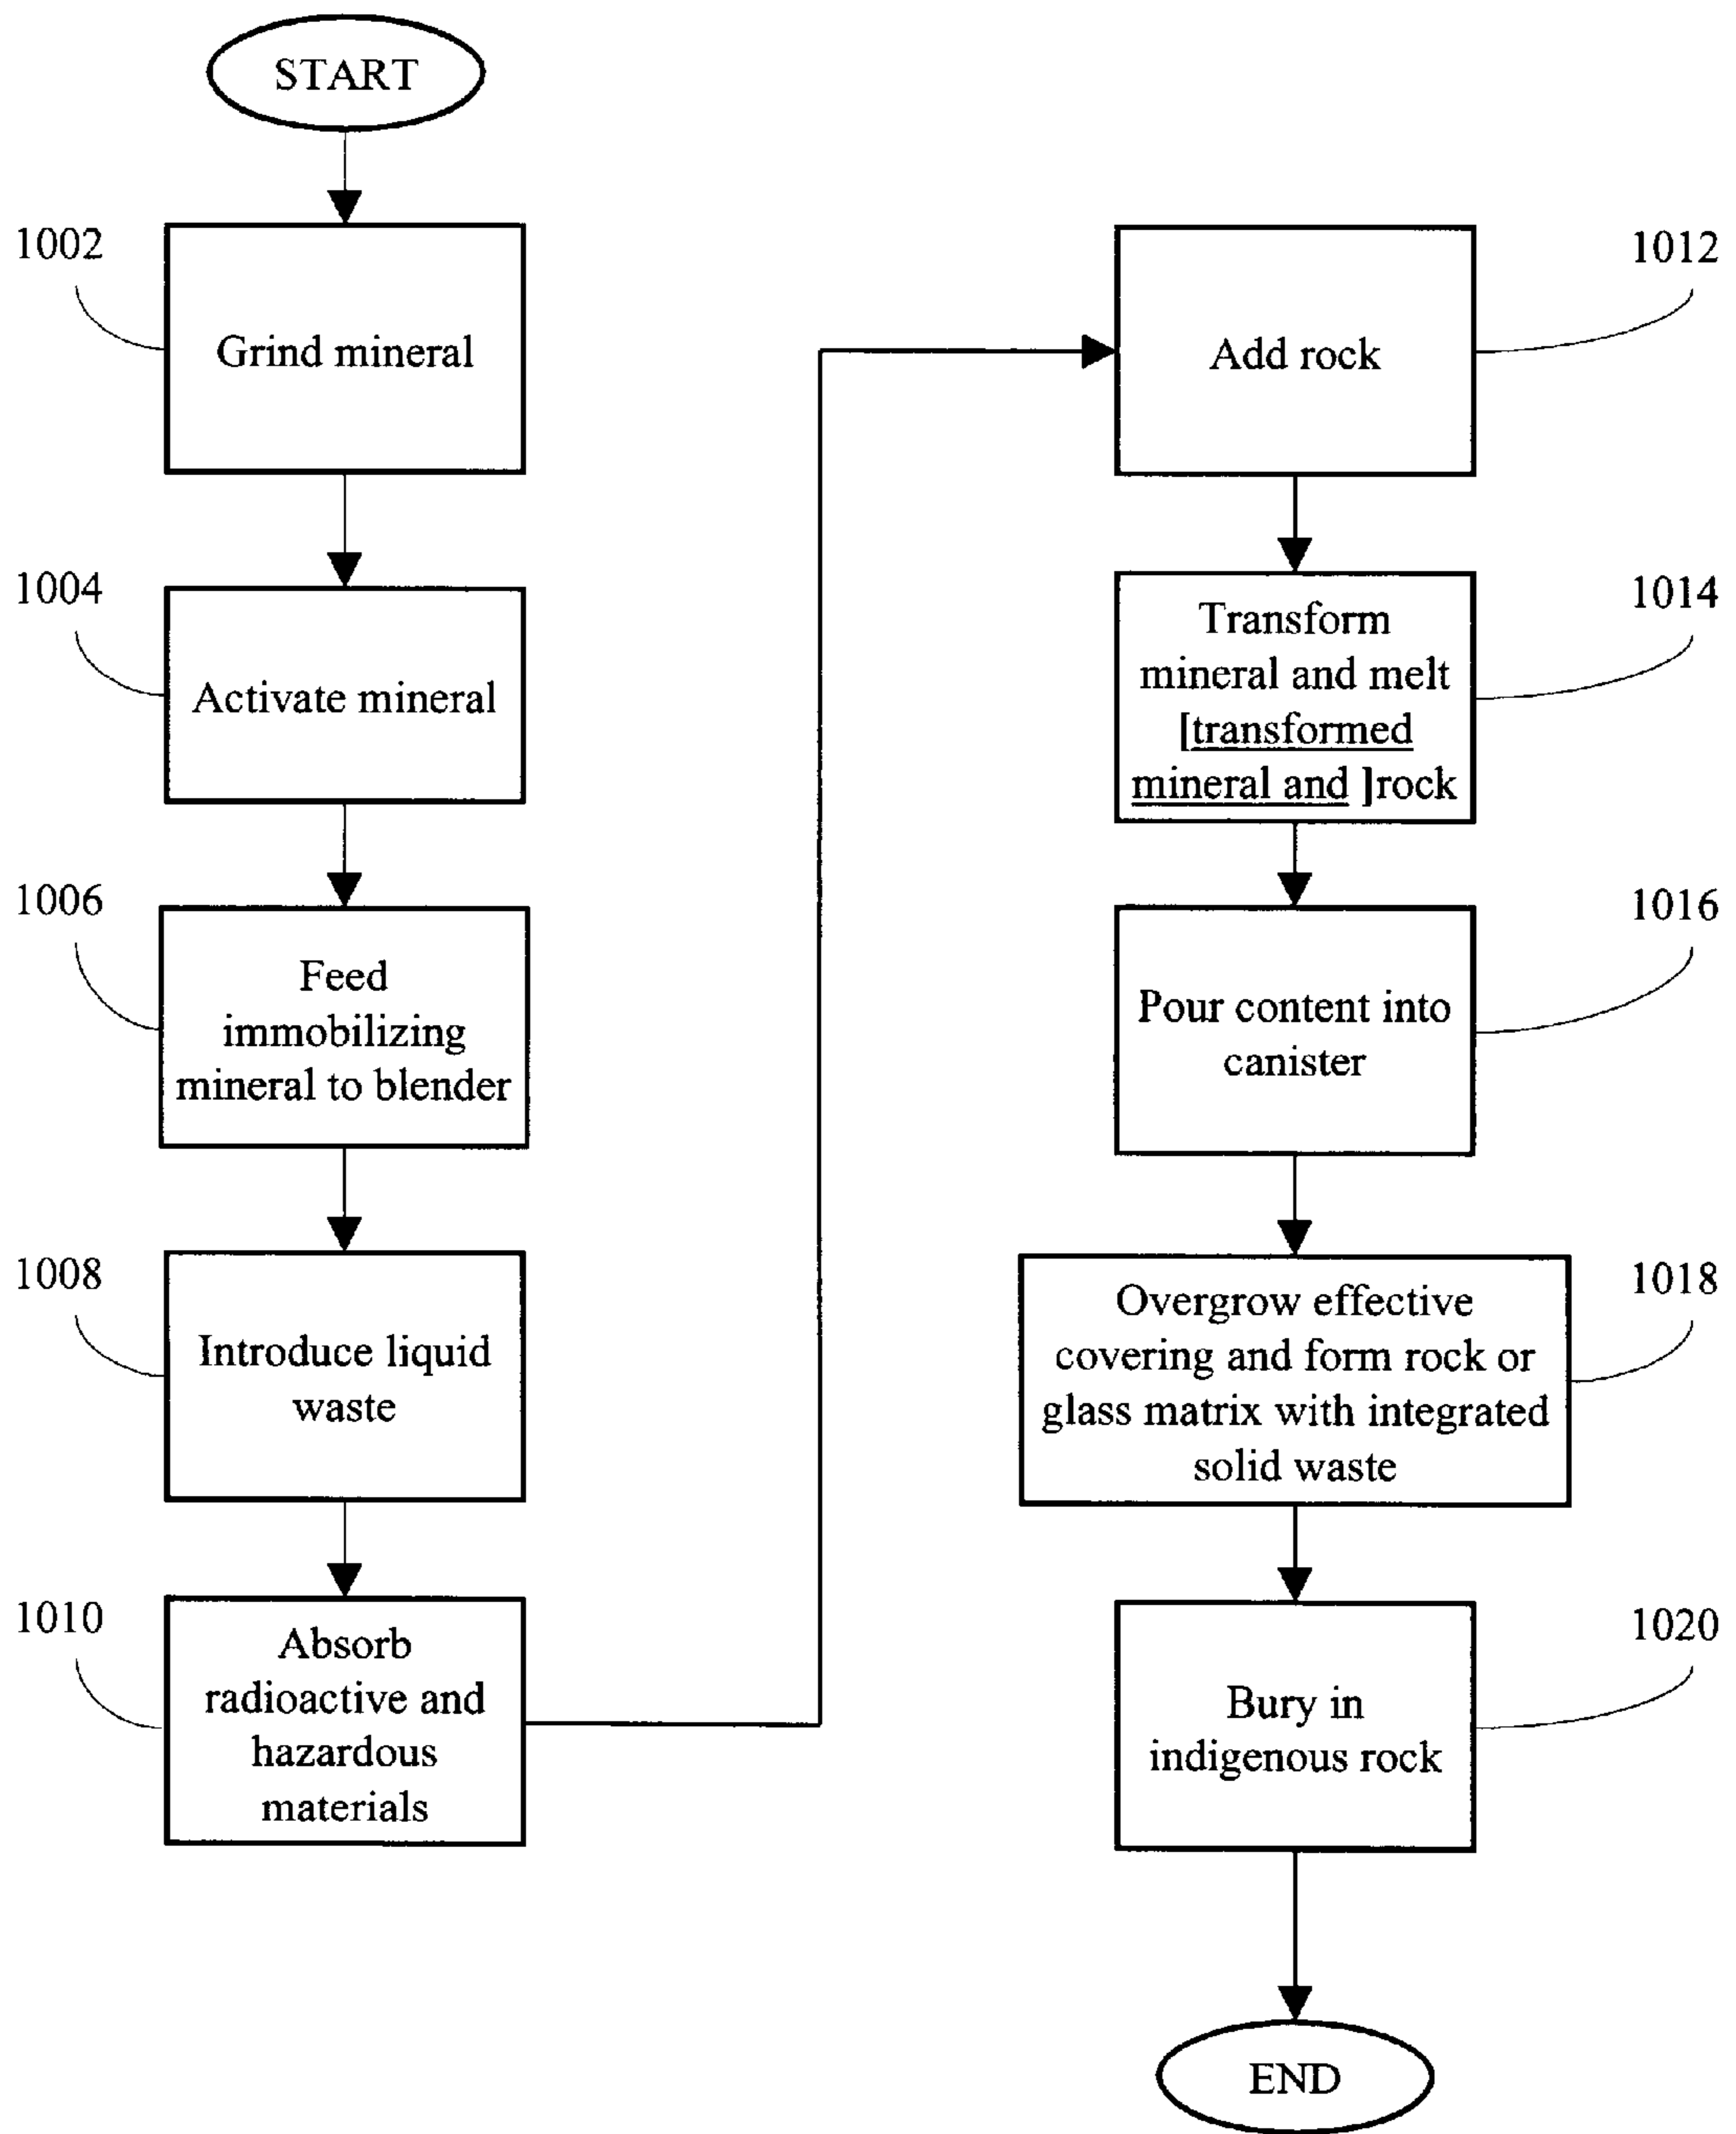 START
1002
Grind mineral
1004
Activate mineral
1006
Feed
immobilizing
mineral to blender
1008
Introduce liquid
waste
1010
Absorb
radioactive and
hazardous
materials
1012
Add rock
1014
Transform
mineral and melt
[transformed
mineral and ]rock
1016
Pour content into
canister
1018
Overgrow effective
covering and form rock or
glass matrix with integrated
solid waste
1020
Bury in
indigenous rock
END